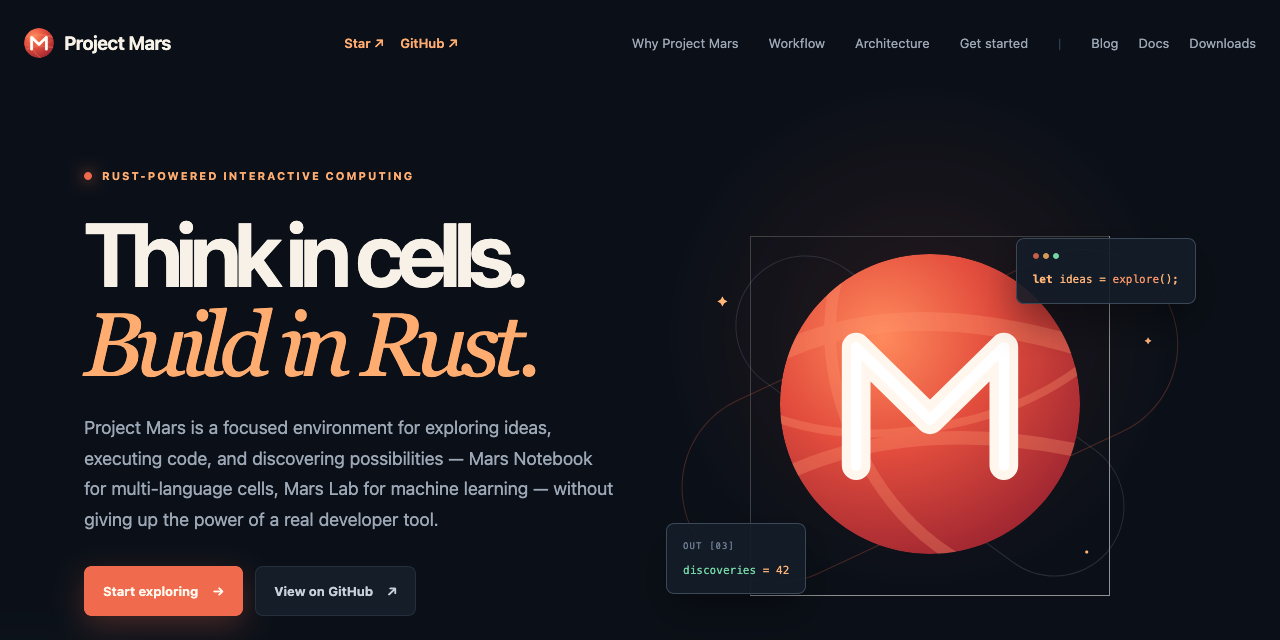 M Project Mars
Star ↗ GitHub ↗
Why Project Mars Workflow Architecture Get started | Blog Docs Downloads
RUST-POWERED INTERACTIVE COMPUTING
Think in cells.
Build in Rust.
Project Mars is a focused environment for exploring ideas,
executing code, and discovering possibilities — Mars Notebook
for multi-language cells, Mars Lab for machine learning — without
giving up the power of a real developer tool.
Start exploring →
View on GitHub ↗
let ideas = explore();
M
OUT [03]
discoveries = 42